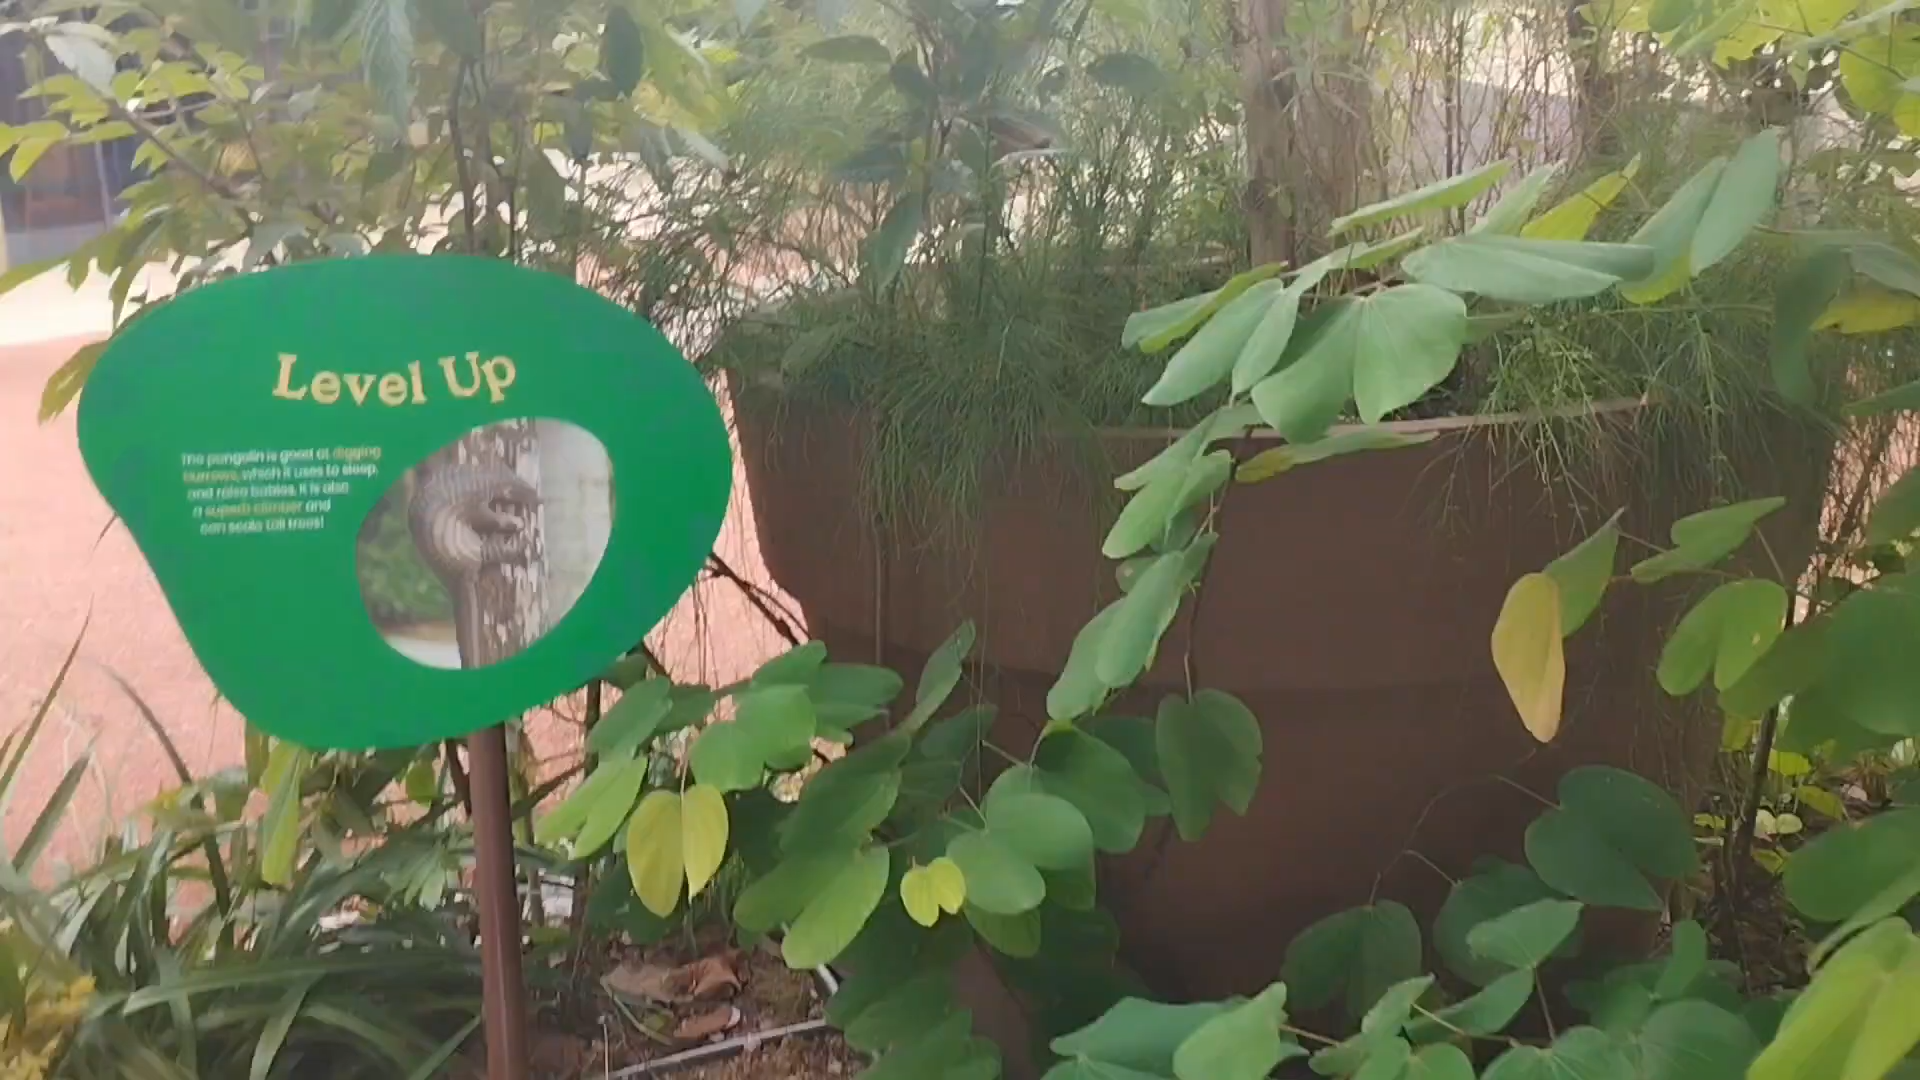 Level Up
The pangolin is good at digging
burrows, which it uses to sleep,
and raise babies. It is also
a superb climber and
can scale tall trees!